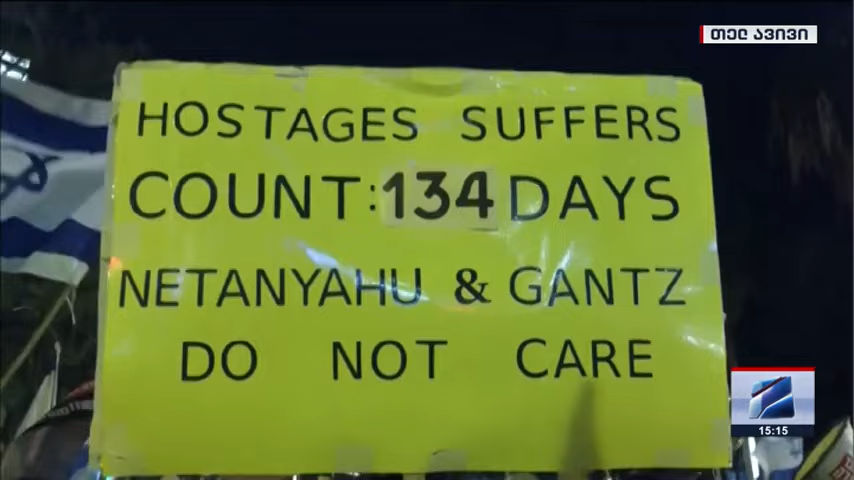 თელ ავივი
HOSTAGES SUFFERS
COUNT:134 DAYS
NETANYAHU & GANTZ
DO NOT CARE
15:15